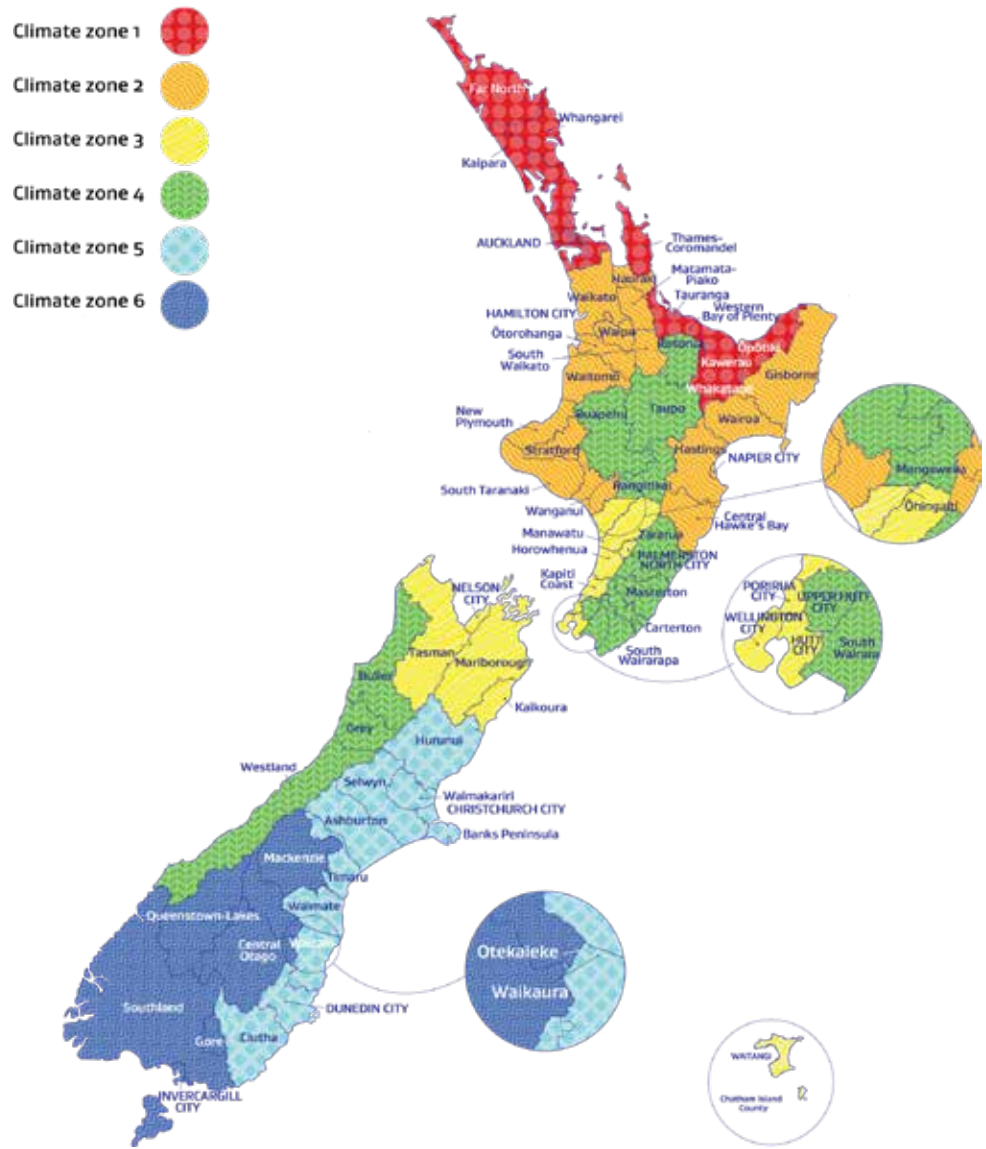 Climate zone 1
Climate zone 2
Climate zone 3
Climate zone 4
Climate zone 5
Climate zone 6
Far North
Whangarei
Kaipara
AUCKLAND
Thames-
Coromandel
Hauraki
Matamata-
Piako
Waikato
Tauranga
HAMILTON CITY
Western
Bay of Plenty
Waipa
Ōtorohanga
Rotorua
Ōpōtiki
South
Waikato
Kawerau
Gisborne
Waitomo
Whakatane
New
Plymouth
Ruapehu
Taupo
Wairoa
Stratford
Hastings
NAPIER CITY
South Taranaki
Rangitikei
Wanganui
Central
Hawke's Bay
Manawatu
Tararua
Horowhenua
PALMERSTON
NORTH CITY
Kapiti
Coast
Masterton
Carterton
South
Wairarapa
Mangaweka
Ohingaiti
PORIRUA
CITY
UPPER HUTT
CITY
WELLINGTON
CITY
HUTT
CITY
South
Wairara
NELSON
CITY
Tasman
Marlborough
Buller
Kaikoura
Grey
Hurunui
Westland
Selwyn
Waimakariri
CHRISTCHURCH CITY
Ashburton
Banks Peninsula
Mackenzie
Timaru
Waimate
Queenstown-Lakes
Central
Otago
Waitaki
Otekaieke
Waikaura
Southland
DUNEDIN CITY
Gore
Clutha
INVERCARGILL
CITY
WAITANGI
Chatham Island
County